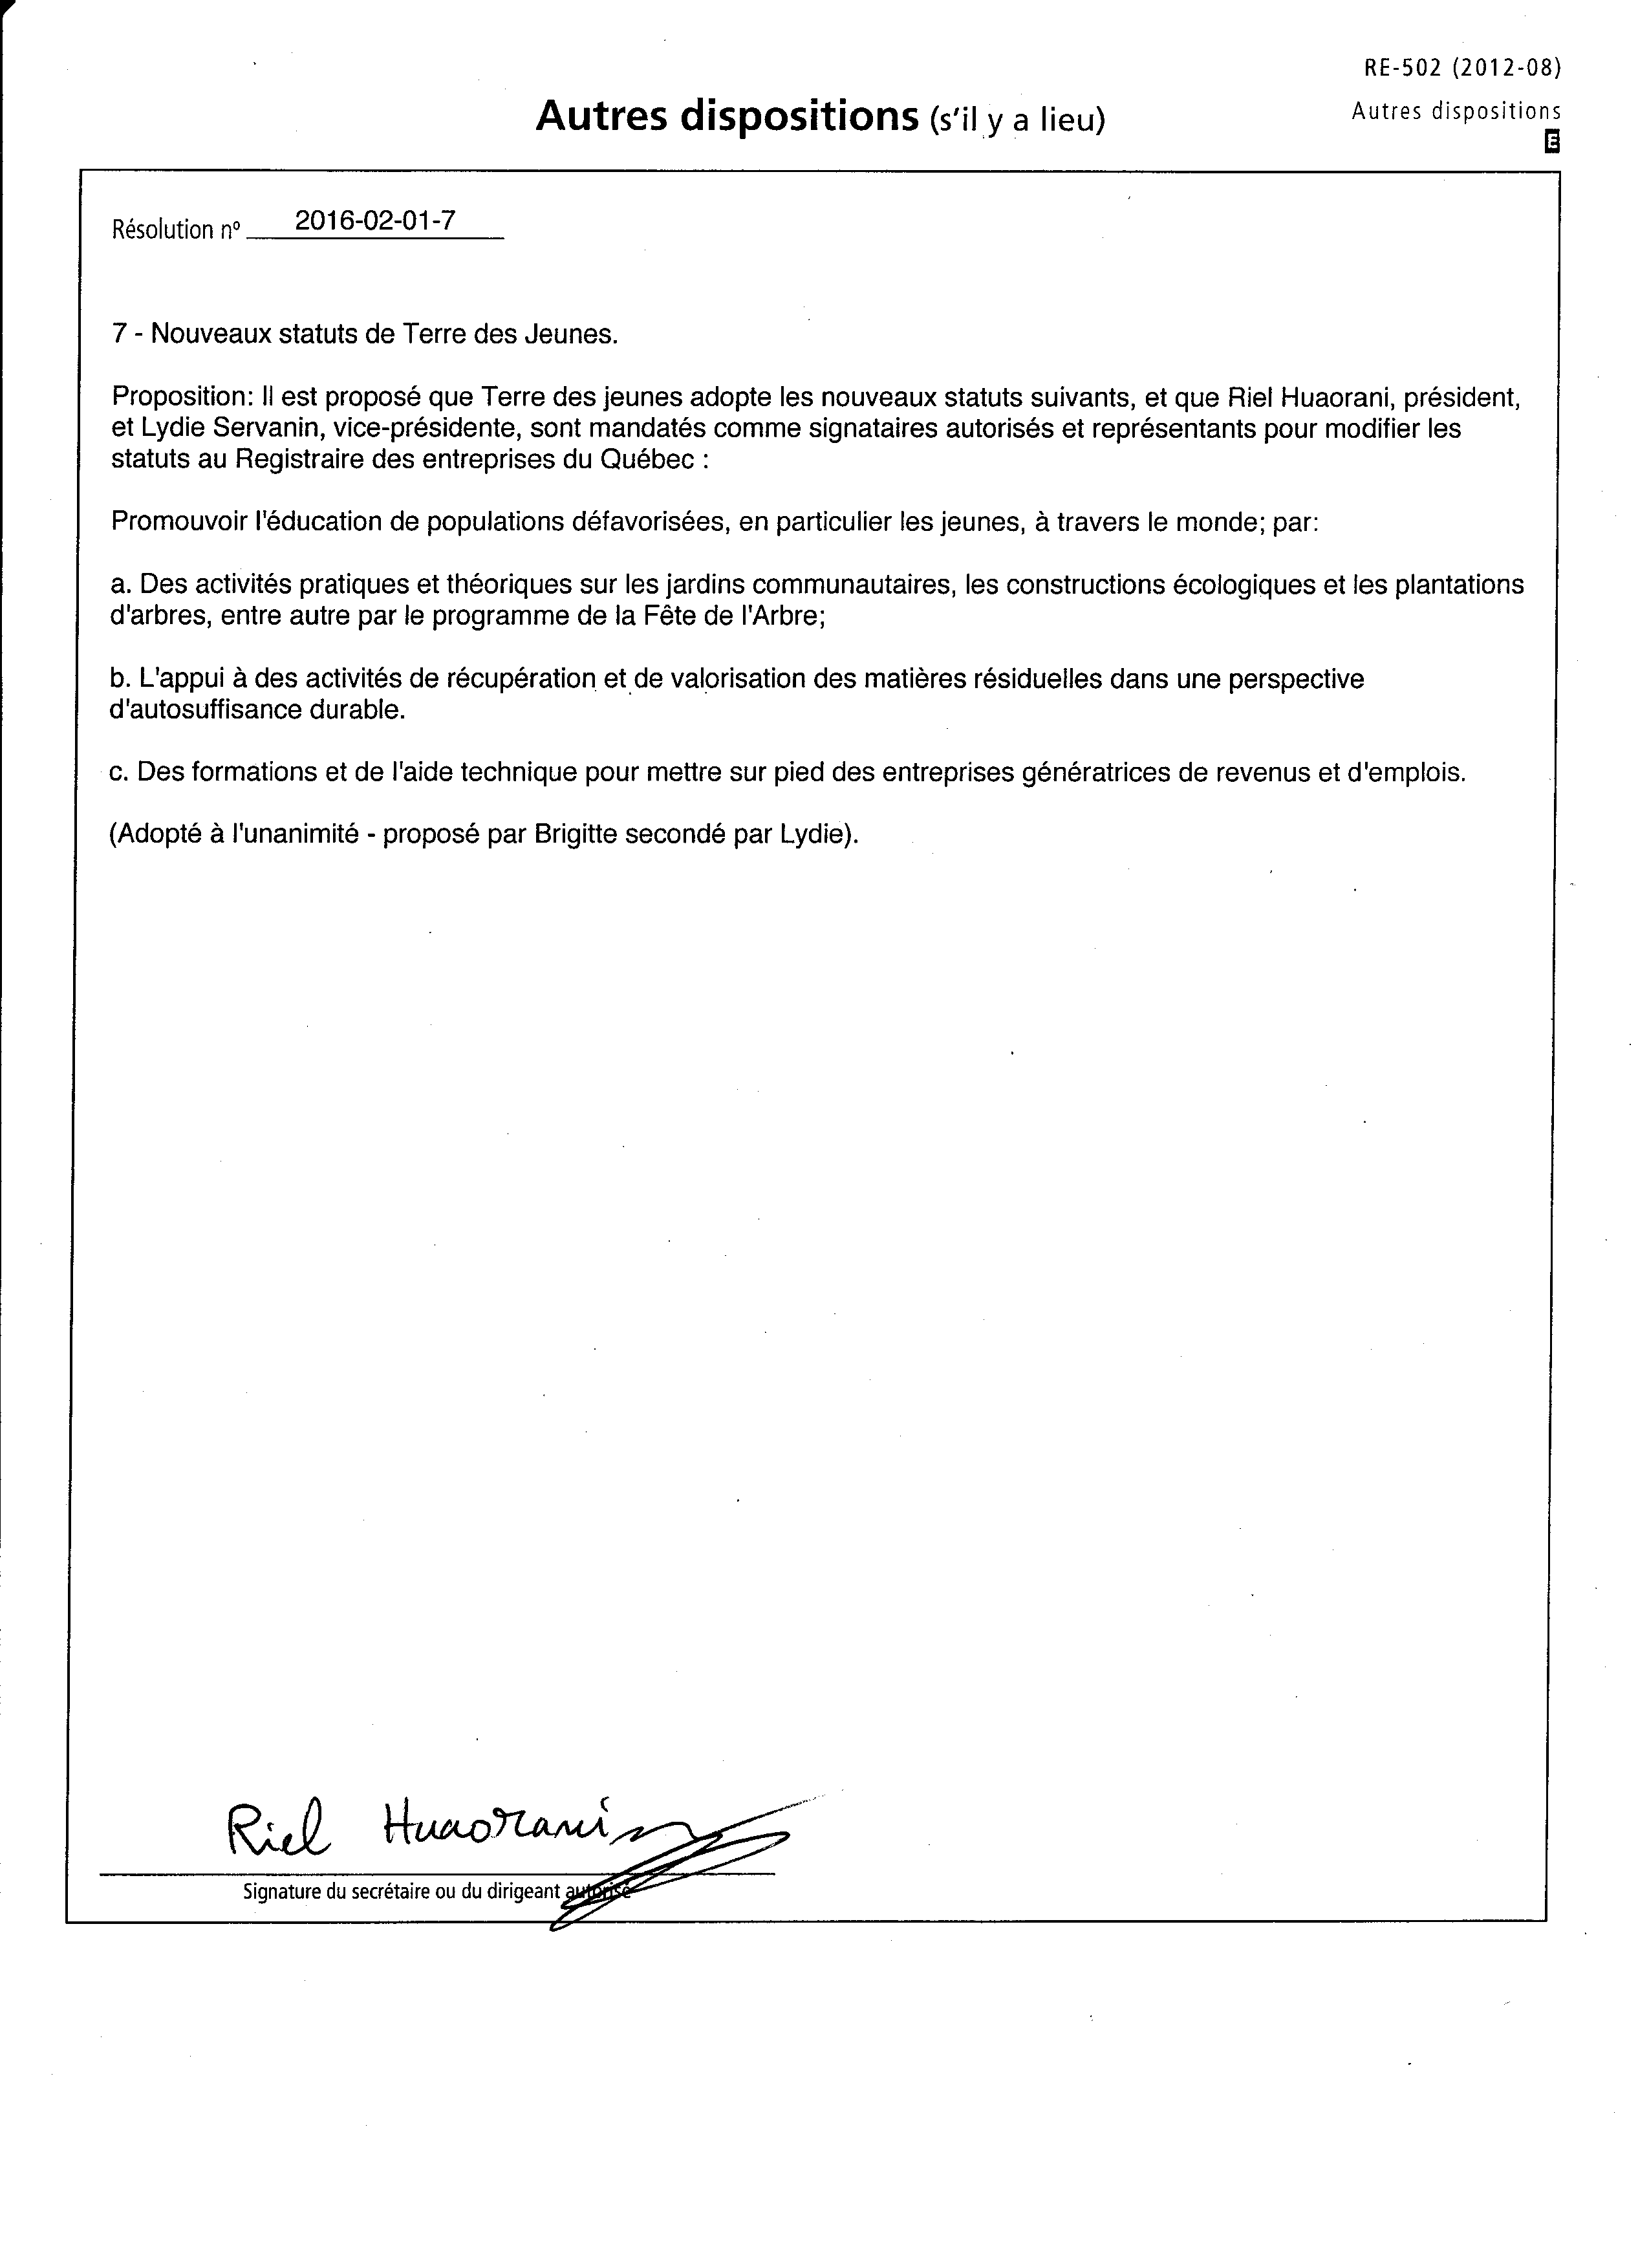 RE-502 (2012-08)
Autres dispositions (s'il y a lieu)
Autres dispositions
E
Résolution nº 2016-02-01-7
7 - Nouveaux statuts de Terre des Jeunes.
Proposition: Il est proposé que Terre des jeunes adopte les nouveaux statuts suivants, et que Riel Huaorani, président,
et Lydie Servanin, vice-présidente, sont mandatés comme signataires autorisés et représentants pour modifier les
statuts au Registraire des entreprises du Québec :
Promouvoir l'éducation de populations défavorisées, en particulier les jeunes, à travers le monde; par:
a. Des activités pratiques et théoriques sur les jardins communautaires, les constructions écologiques et les plantations
d'arbres, entre autre par le programme de la Fête de l'Arbre;
b. L'appui à des activités de récupération et de valorisation des matières résiduelles dans une perspective
d'autosuffisance durable.
c. Des formations et de l'aide technique pour mettre sur pied des entreprises génératrices de revenus et d'emplois.
(Adopté à l'unanimité - proposé par Brigitte secondé par Lydie).
Riel Huaorani
Signature du secrétaire ou du dirigeant autorisé